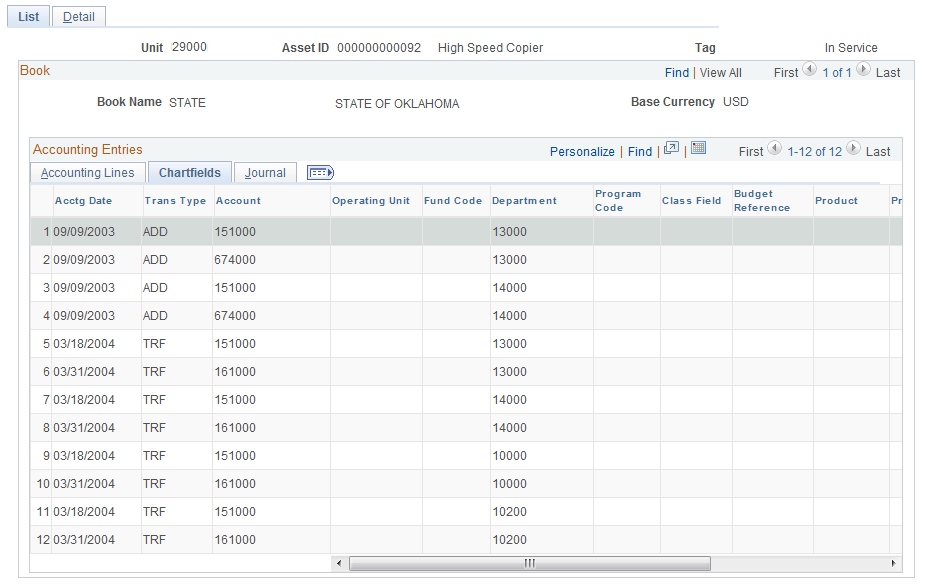 List Detail
Unit 29000 Asset ID 000000000092 High Speed Copier Tag In Service
Book Find | View All First 1 of 1 Last
Book Name STATE STATE OF OKLAHOMA Base Currency USD
Accounting Entries Personalize | Find | | First 1-12 of 12 Last
Accounting Lines Chartfields Journal
Acctg Date Trans Type Account Operating Unit Fund Code Department Program Code Class Field Budget Reference Product Pr
1 09/09/2003 ADD 151000 13000
2 09/09/2003 ADD 674000 13000
3 09/09/2003 ADD 151000 14000
4 09/09/2003 ADD 674000 14000
5 03/18/2004 TRF 151000 13000
6 03/31/2004 TRF 161000 13000
7 03/18/2004 TRF 151000 14000
8 03/31/2004 TRF 161000 14000
9 03/18/2004 TRF 151000 10000
10 03/31/2004 TRF 161000 10000
11 03/18/2004 TRF 151000 10200
12 03/31/2004 TRF 161000 10200